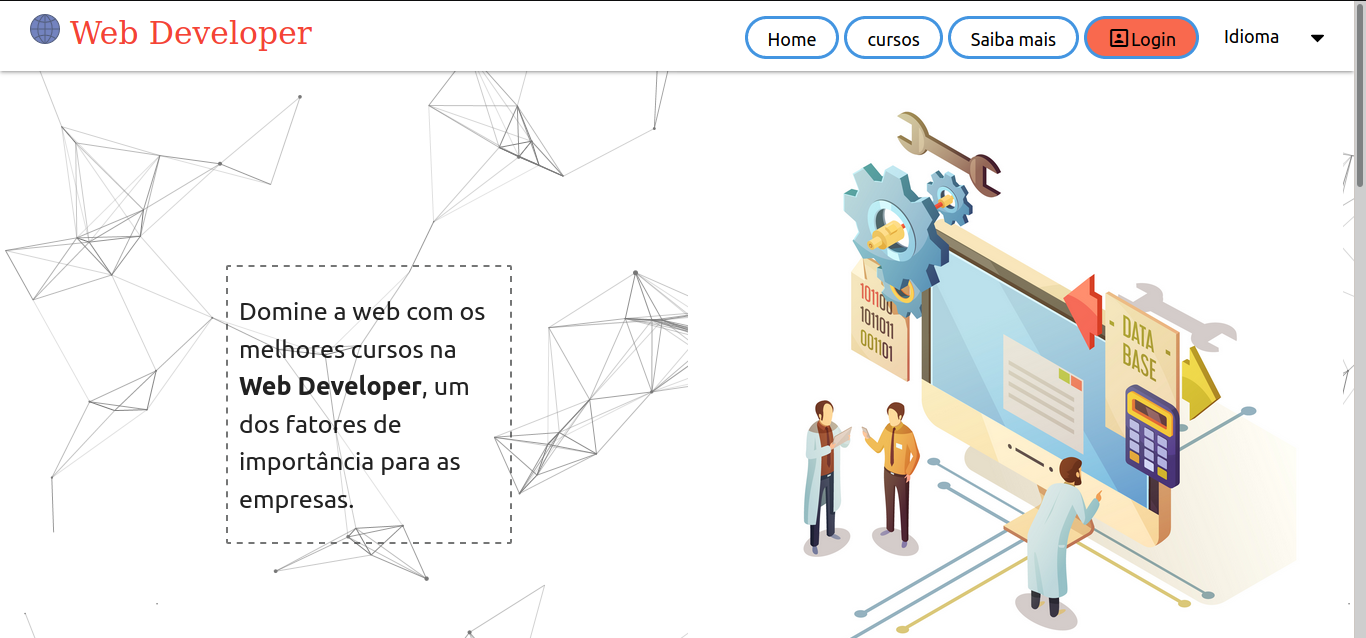 Web Developer
Home
cursos
Saiba mais
Login
Idioma
Domine a web com os
melhores cursos na
Web Developer, um
dos fatores de
importância para as
empresas.
101100
1011011
001101
DATA
BASE